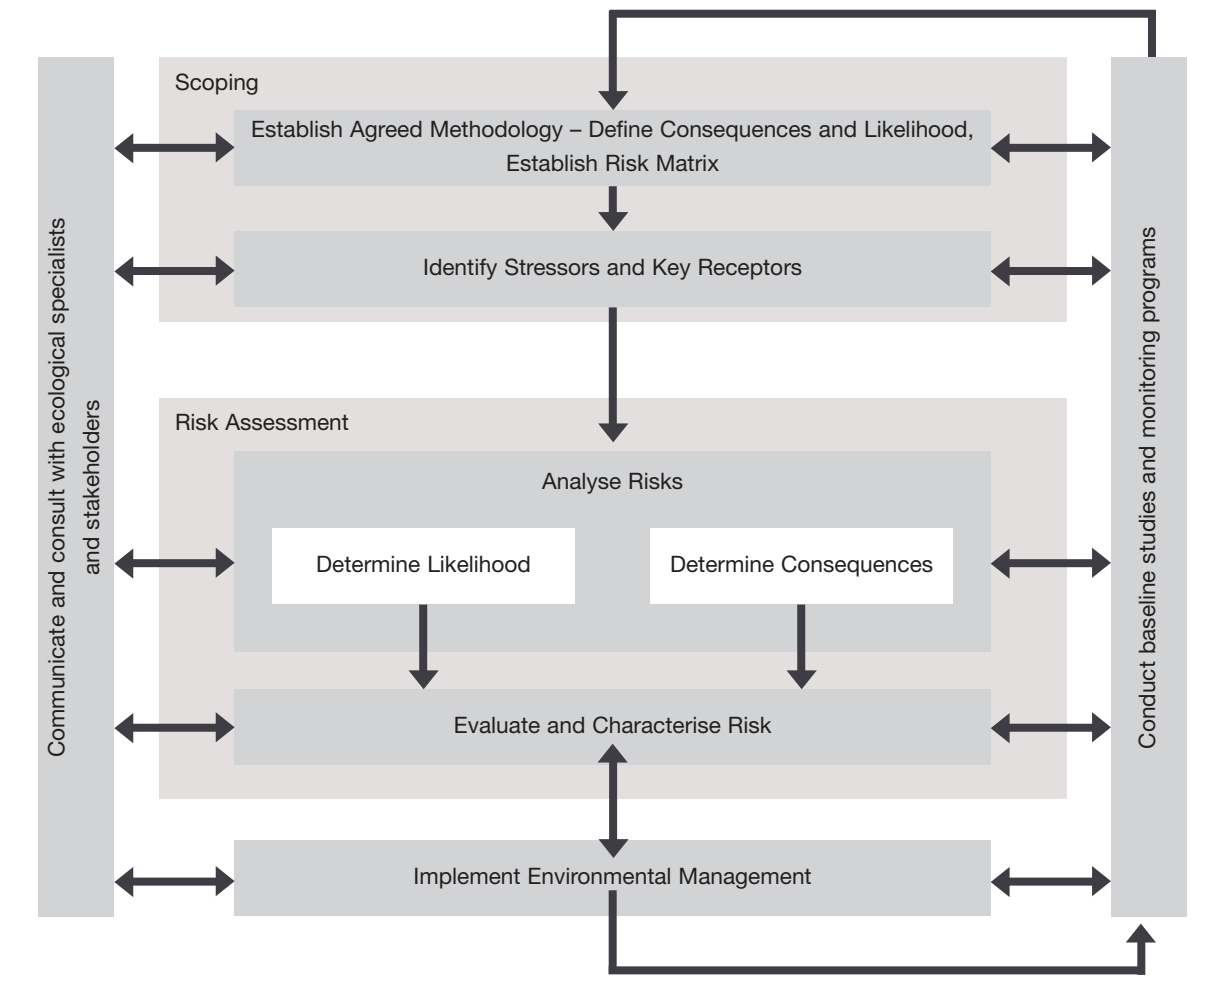 Scoping
Establish Agreed Methodology – Define Consequences and Likelihood,
Establish Risk Matrix
Identify Stressors and Key Receptors
Risk Assessment
Analyse Risks
Determine Likelihood
Determine Consequences
Evaluate and Characterise Risk
Implement Environmental Management
Communicate and consult with ecological specialists
and stakeholders
Conduct baseline studies and monitoring programs